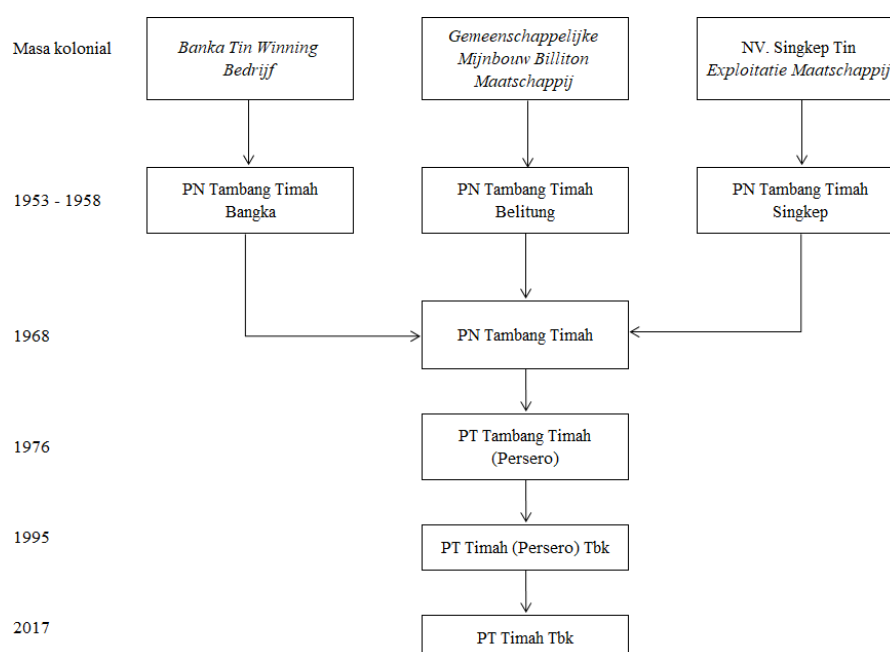 Masa kolonial
Banka Tin Winning
Bedrijf
Gemeenschappelijke
Mijnbouw Billiton
Maatschappij
NV. Singkep Tin
Exploitatie Maatschappij
1953 - 1958
PN Tambang Timah
Bangka
PN Tambang Timah
Belitung
PN Tambang Timah
Singkep
1968
PN Tambang Timah
1976
PT Tambang Timah
(Persero)
1995
PT Timah (Persero) Tbk
2017
PT Timah Tbk